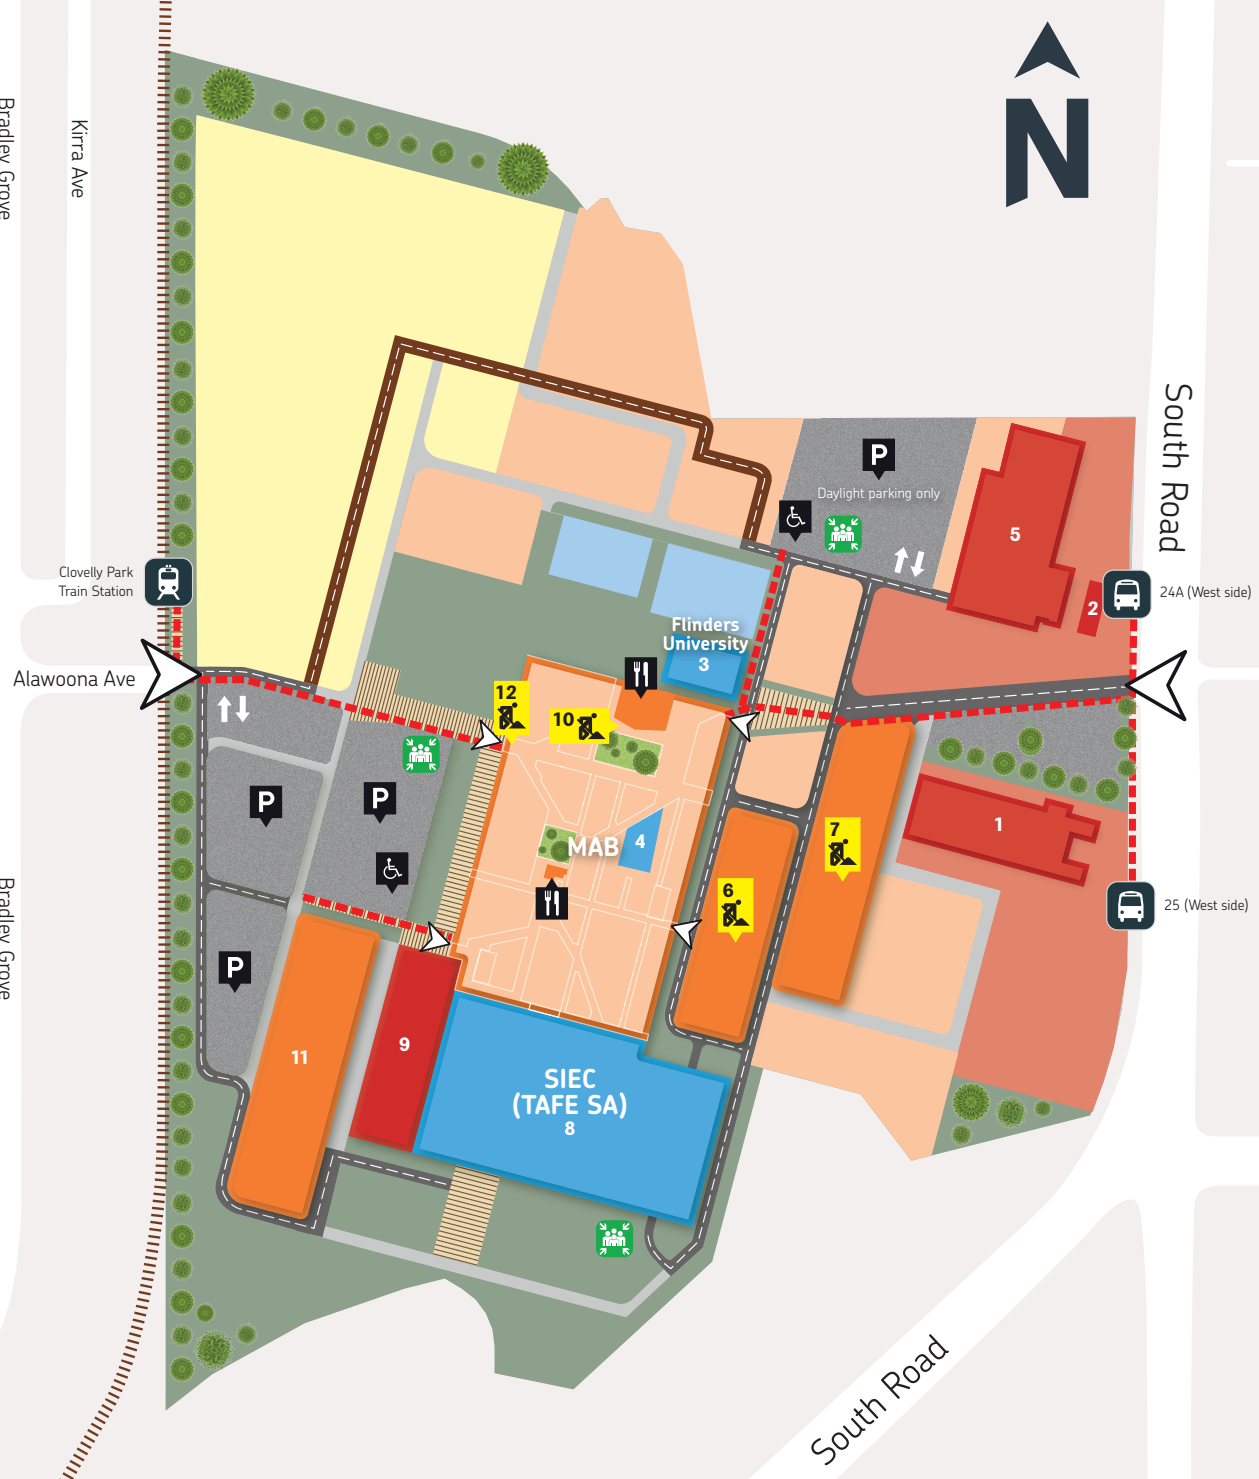 N
Bradley Grove
Kirra Ave
South Road
P
Daylight parking only
5
Clovelly Park
Train Station
2
24A (West side)
Flinders
University
3
Alawoona Ave
12
10
P
P
MAB
4
7
1
6
25 (West side)
Bradley Grove
P
11
9
SIEC
(TAFE SA)
8
South Road